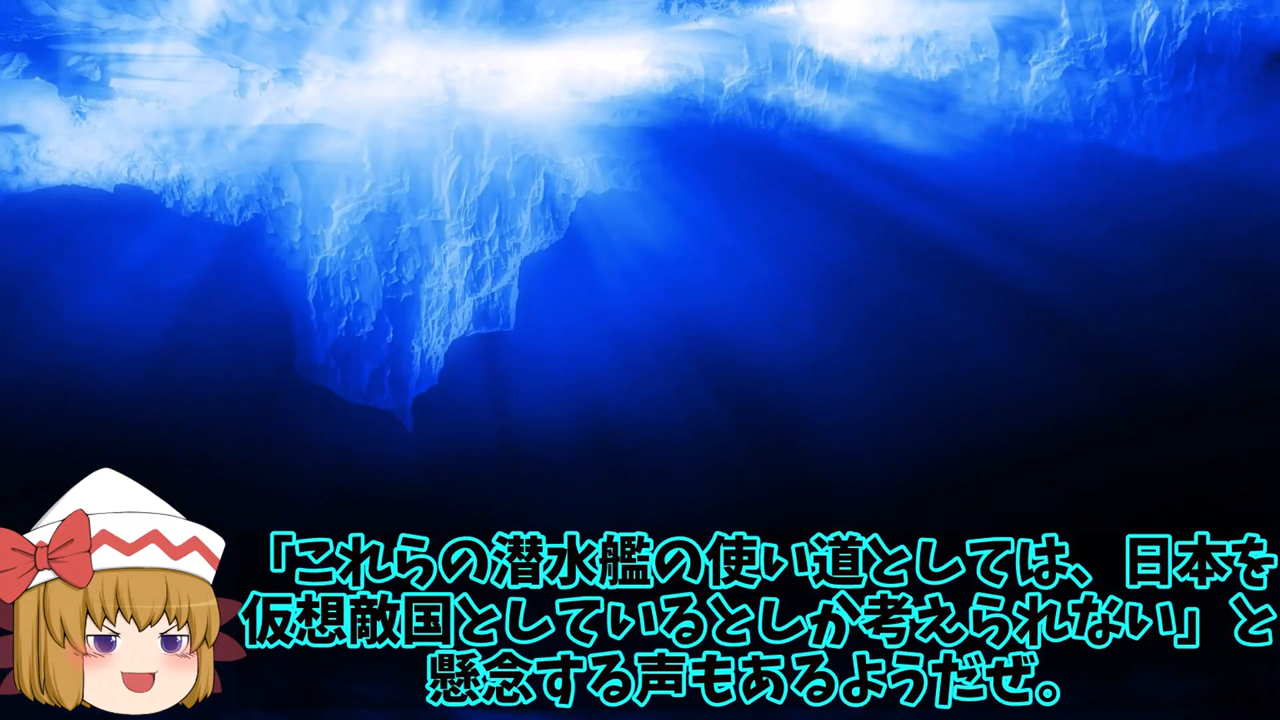 「これらの潜水艦の使い道としては、日本を
仮想敵国としているとしか考えられない」と
懸念する声もあるようだぜ。